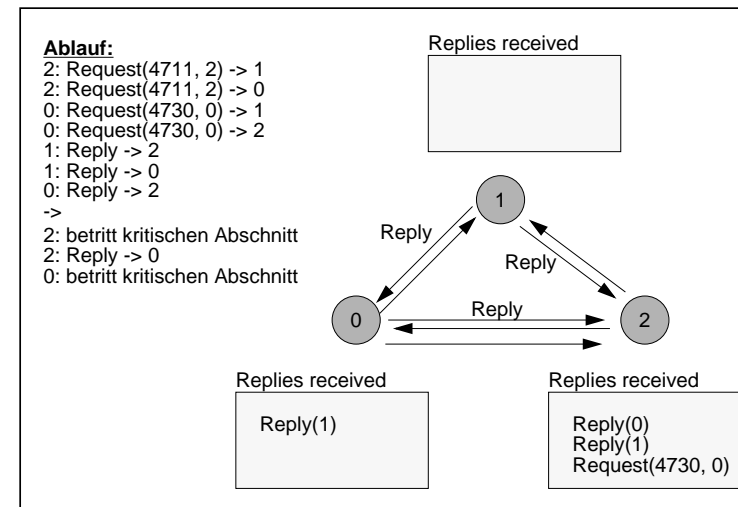 Ablauf:
2: Request(4711, 2) -> 1
2: Request(4711, 2) -> 0
0: Request(4730, 0) -> 1
0: Request(4730, 0) -> 2
1: Reply -> 2
1: Reply -> 0
0: Reply -> 2
->
2: betritt kritischen Abschnitt
2: Reply -> 0
0: betritt kritischen Abschnitt
Replies received
1
Reply
Reply
Reply
0
2
Replies received
Reply(1)
Replies received
Reply(0)
Reply(1)
Request(4730, 0)